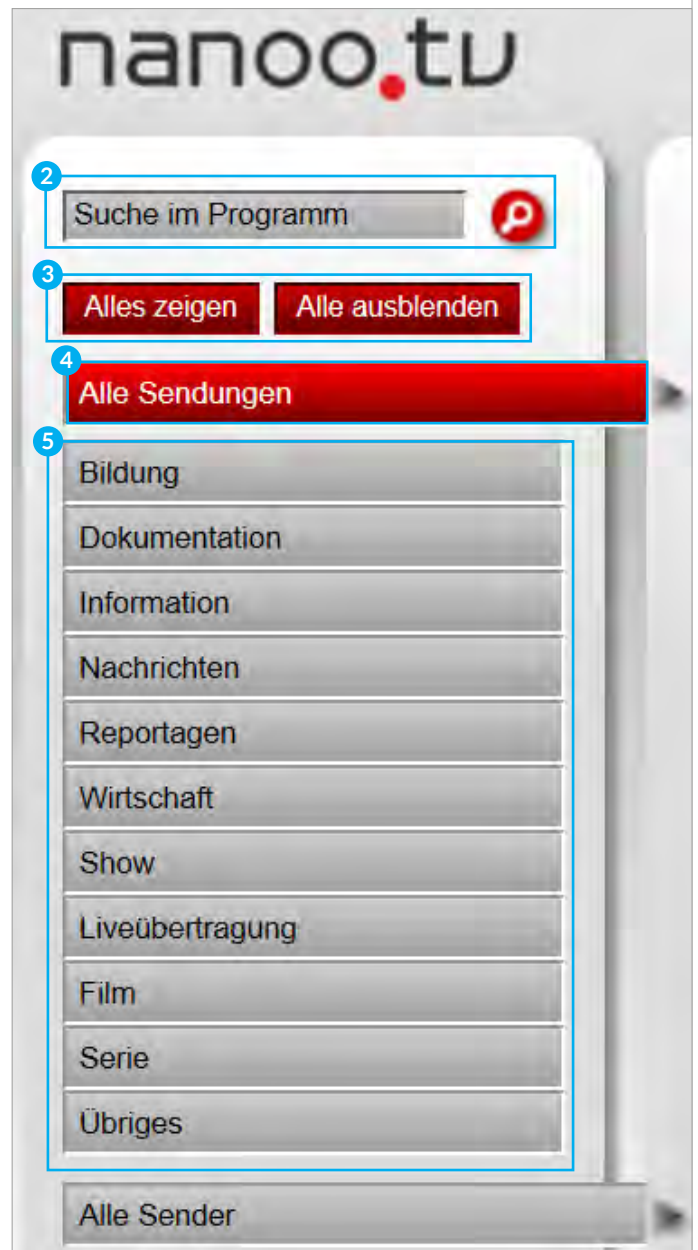 nanoo.tv
2
Suche im Programm
3
Alles zeigen Alle ausblenden
4
Alle Sendungen
5
Bildung
Dokumentation
Information
Nachrichten
Reportagen
Wirtschaft
Show
Liveübertragung
Film
Serie
Übriges
Alle Sender